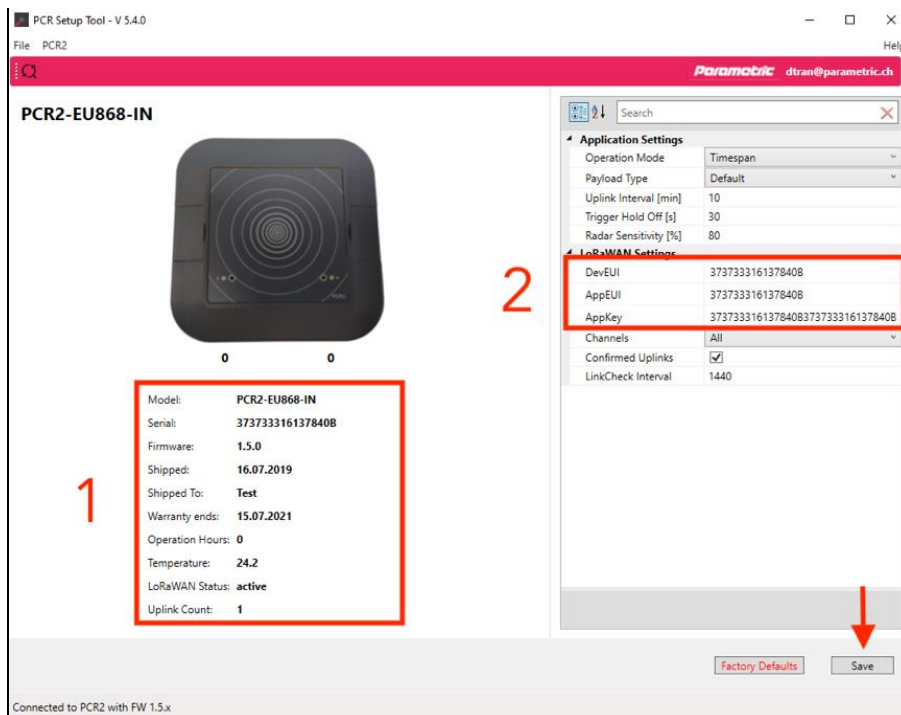 PCR Setup Tool - V 5.4.0
File PCR2 Help
Parametric dtran@parametric.ch
PCR2-EU868-IN
PCR2
0 0
1
Model: PCR2-EU868-IN
Serial: 373733316137840B
Firmware: 1.5.0
Shipped: 16.07.2019
Shipped To: Test
Warranty ends: 15.07.2021
Operation Hours: 0
Temperature: 24.2
LoRaWAN Status: active
Uplink Count: 1
Search
Application Settings
Operation Mode Timespan
Payload Type Default
Uplink Interval [min] 10
Trigger Hold Off [s] 30
Radar Sensitivity [%] 80
LoRaWAN Settings
2
DevEUI 373733316137840B
AppEUI 373733316137840B
AppKey 373733316137840B373733316137840B
Channels All
Confirmed Uplinks
LinkCheck Interval 1440
Factory Defaults Save
Connected to PCR2 with FW 1.5.x